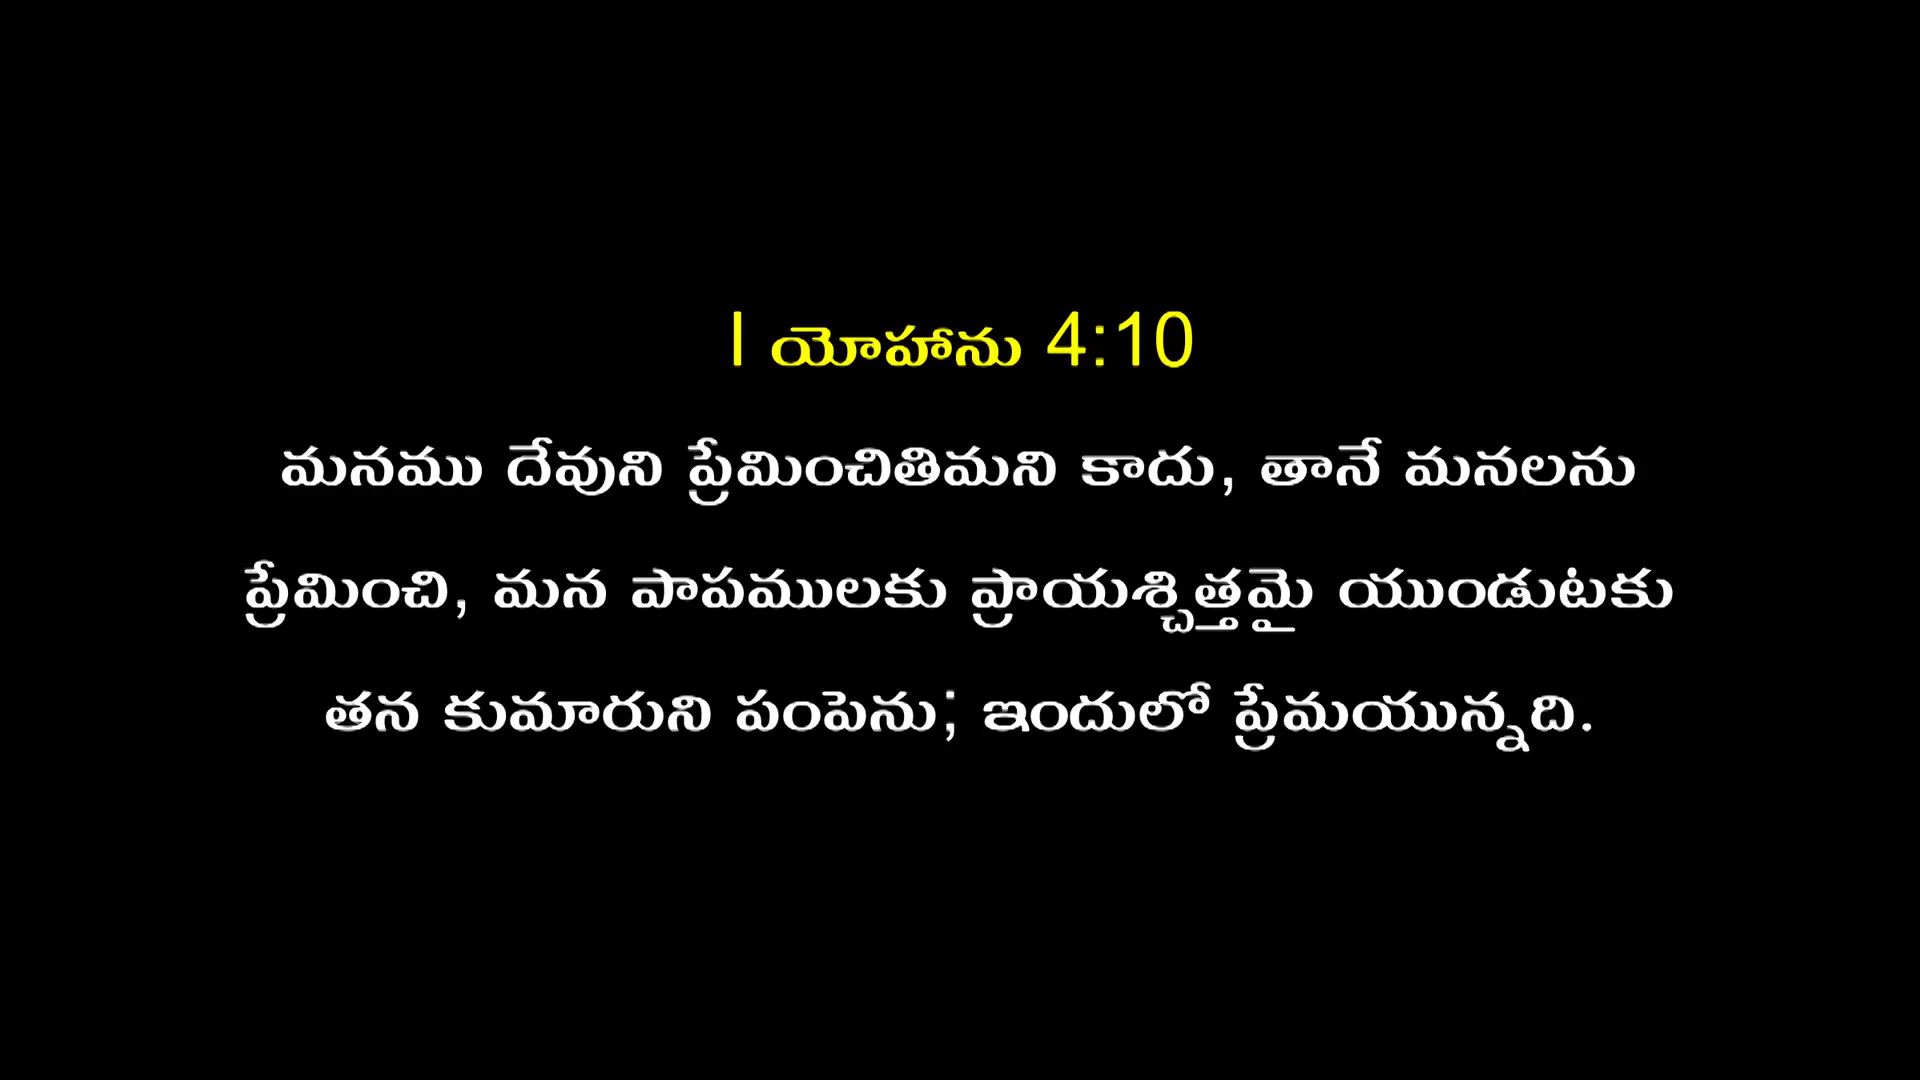 I యోహాను 4:10
మనము దేవుని ప్రేమించితిమని కాదు, తానే మనలను
ప్రేమించి, మన పాపములకు ప్రాయశ్చిత్తమై యుండుటకు
తన కుమారుని పంపెను; ఇందులో ప్రేమయున్నది.